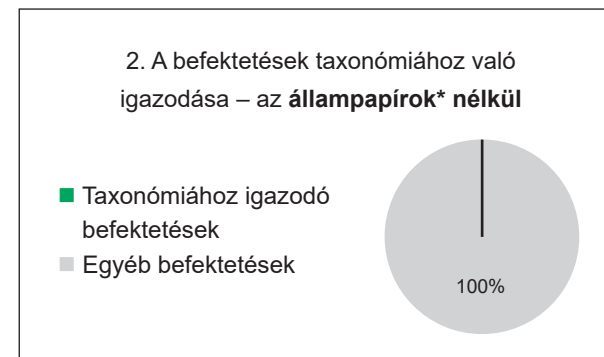 2. A befektetések taxonómiához való
igazodása – az állampapírok* nélkül
Taxonómiához igazodó
befektetések
Egyéb befektetések
100%